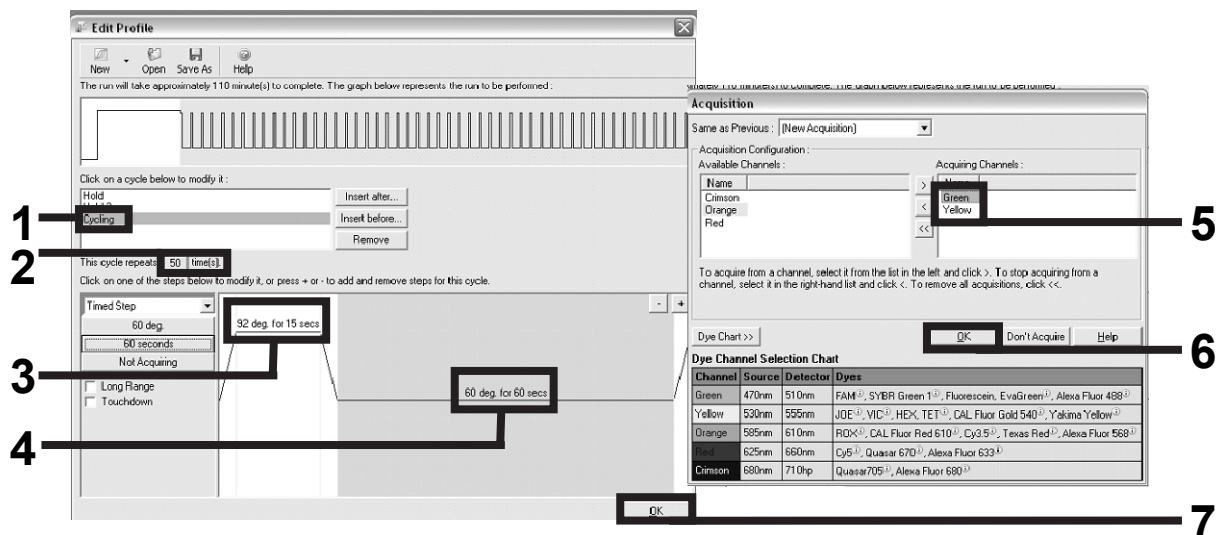 Edit Profile
New Open Save As Help
The run will take approximately 110 minute(s) to complete. The graph below represents the run to be performed :
Click on a cycle below to modify it :
Hold
Cycling
Insert after...
Insert before...
Remove
This cycle repeats 50 time(s).
Click on one of the steps below to modify it, or press + or - to add and remove steps for this cycle.
Timed Step
- +
60 deg.
60 seconds
Not Acquiring
Long Range
Touchdown
92 deg. for 15 secs
60 deg. for 60 secs
OK
1
2
3
4
Acquisition
Same as Previous : (New Acquisition)
Acquisition Configuration :
Available Channels :
Name
Crimson
Orange
Red
>
<
<<
Acquiring Channels :
Name
Green
Yellow
To acquire from a channel, select it from the list in the left and click >. To stop acquiring from a
channel, select it in the right-hand list and click <. To remove all acquisitions, click <<.
Dye Chart >>
OK Don't Acquire Help
Dye Channel Selection Chart
Channel Source Detector Dyes
Green 470nm 510nm FAM, SYBR Green 1, Fluorescein, EvaGreen, Alexa Fluor 488
Yellow 530nm 555nm JOE, VIC, HEX, TET, CAL Fluor Gold 540, Yakima Yellow
Orange 585nm 610nm ROX, CAL Fluor Red 610, Cy3.5, Texas Red, Alexa Fluor 568
Red 625nm 660nm Cy5, Quasar 670, Alexa Fluor 633
Crimson 680nm 710hp Quasar705, Alexa Fluor 680
5
6
7